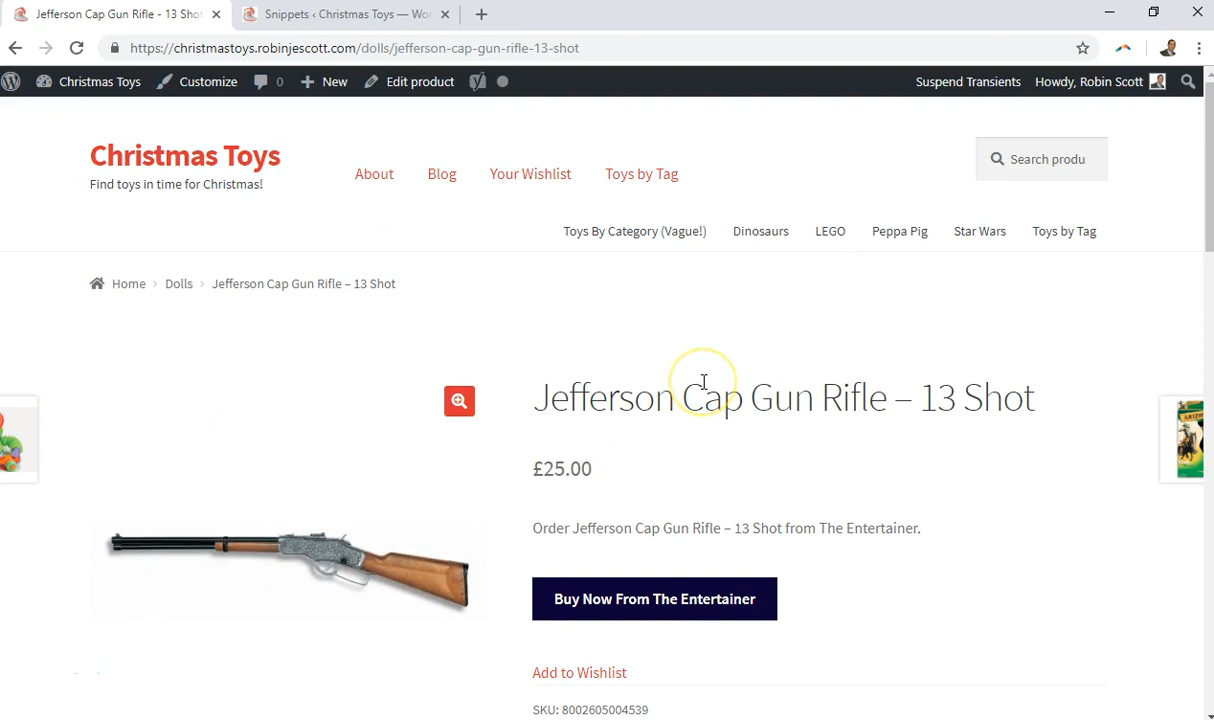 Jefferson Cap Gun Rifle - 13 Shot
Snippets ‹ Christmas Toys — Wor
https://christmastoys.robinjescott.com/dolls/jefferson-cap-gun-rifle-13-shot
Christmas Toys
Customize
0
New
Edit product
Suspend Transients
Howdy, Robin Scott
Christmas Toys
Find toys in time for Christmas!
About
Blog
Your Wishlist
Toys by Tag
Search produ
Toys By Category (Vague!)
Dinosaurs
LEGO
Peppa Pig
Star Wars
Toys by Tag
Home
Dolls
Jefferson Cap Gun Rifle – 13 Shot
Jefferson Cap Gun Rifle – 13 Shot
£25.00
Order Jefferson Cap Gun Rifle – 13 Shot from The Entertainer.
Buy Now From The Entertainer
Add to Wishlist
SKU: 8002605004539